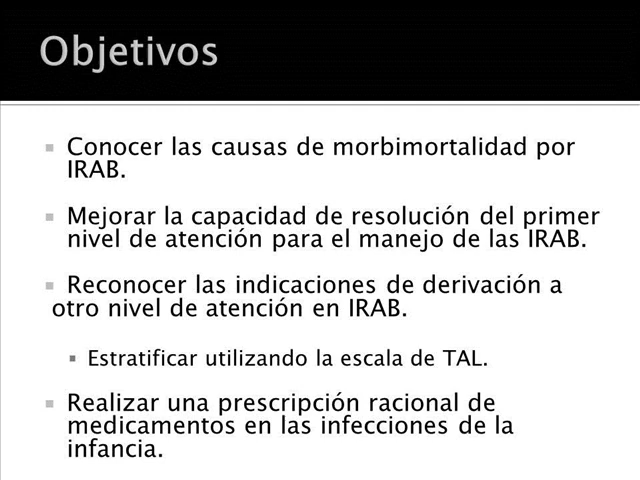 Objetivos
Conocer las causas de morbimortalidad por
IRAB.
Mejorar la capacidad de resolución del primer
nivel de atención para el manejo de las IRAB.
Reconocer las indicaciones de derivación a
otro nivel de atención en IRAB.
Estratificar utilizando la escala de TAL.
Realizar una prescripción racional de
medicamentos en las infecciones de la
infancia.